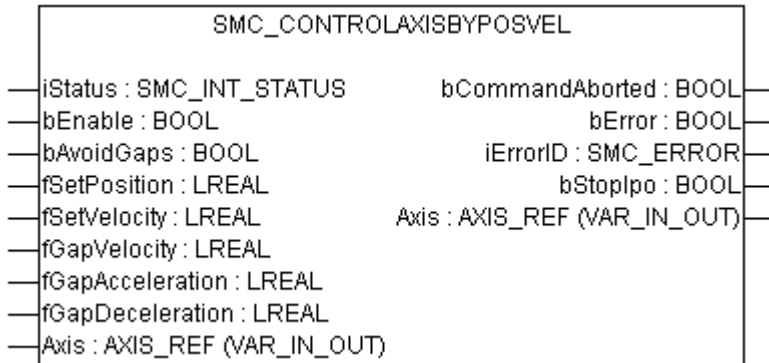 SMC_CONTROLAXISBYPOSVEL
iStatus : SMC_INT_STATUS bCommandAborted : BOOL
bEnable : BOOL bError : BOOL
bAvoidGaps : BOOL iErrorID : SMC_ERROR
fSetPosition : LREAL bStopIpo : BOOL
fSetVelocity : LREAL Axis : AXIS_REF (VAR_IN_OUT)
fGapVelocity : LREAL
fGapAcceleration : LREAL
fGapDeceleration : LREAL
Axis : AXIS_REF (VAR_IN_OUT)